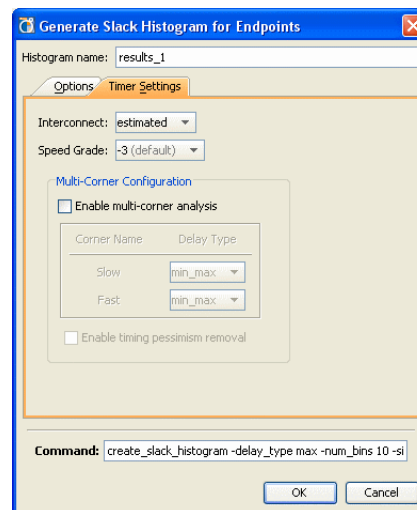 Generate Slack Histogram for Endpoints
Histogram name: results_1
Options Timer Settings
Interconnect: estimated
Speed Grade: -3 (default)
Multi-Corner Configuration
Enable multi-corner analysis
Corner Name Delay Type
Slow min_max
Fast min_max
Enable timing pessimism removal
Command: create_slack_histogram -delay_type max -num_bins 10 -si
OK Cancel